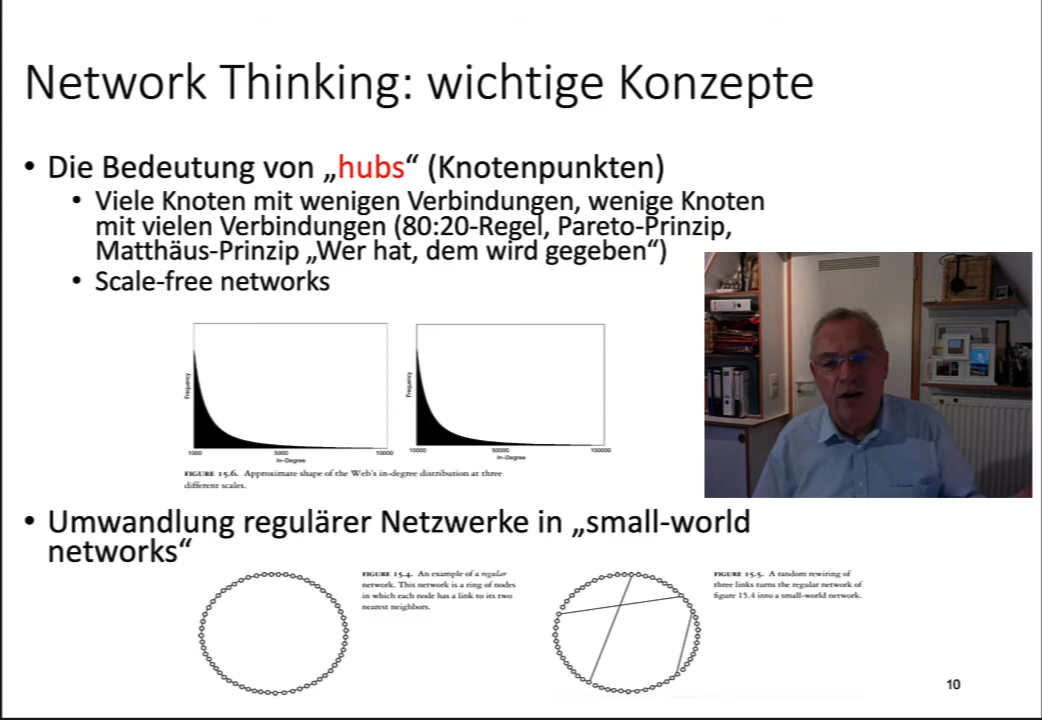 Network Thinking: wichtige Konzepte
• Die Bedeutung von „hubs“ (Knotenpunkten)
• Viele Knoten mit wenigen Verbindungen, wenige Knoten
mit vielen Verbindungen (80:20-Regel, Pareto-Prinzip,
Matthäus-Prinzip „Wer hat, dem wird gegeben“)
• Scale-free networks
Frequency
1000 5000 10000
In-Degree
Frequency
10000 50000 100000
In-Degree
FIGURE 15.6. Approximate shape of the Web's in-degree distribution at three
different scales.
• Umwandlung regulärer Netzwerke in „small-world
networks“
FIGURE 15.4. An example of a regular
network. This network is a ring of nodes
in which each node has a link to its two
nearest neighbors.
FIGURE 15.5. A random rewiring of
three links turns the regular network of
figure 15.4 into a small-world network.
10